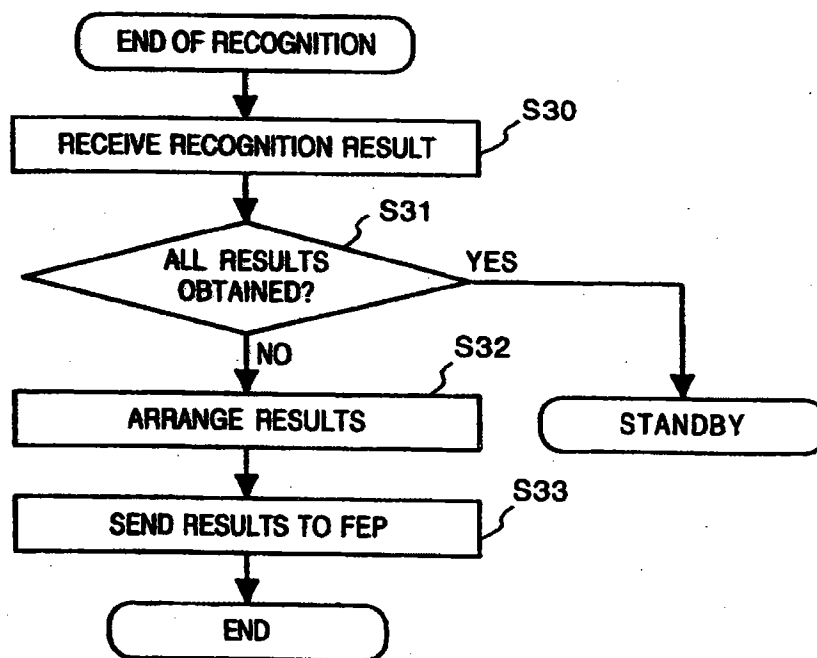 END OF RECOGNITION
S30
RECEIVE RECOGNITION RESULT
S31
ALL RESULTS
OBTAINED?
YES
NO
S32
ARRANGE RESULTS
STANDBY
S33
SEND RESULTS TO FEP
END